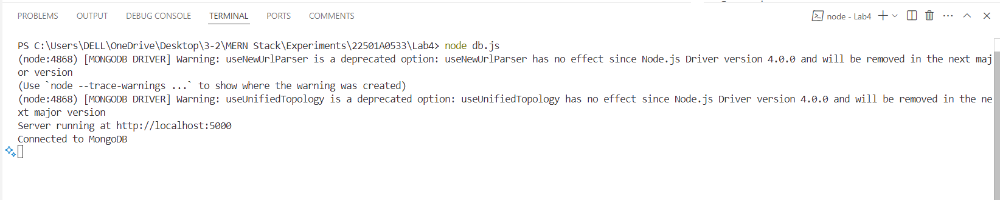 PROBLEMS OUTPUT DEBUG CONSOLE TERMINAL PORTS COMMENTS node - Lab4
PS C:\Users\DELL\OneDrive\Desktop\3-2\MERN Stack\Experiments\22501A0533\Lab4> node db.js
(node:4868) [MONGODB DRIVER] Warning: useNewUrlParser is a deprecated option: useNewUrlParser has no effect since Node.js Driver version 4.0.0 and will be removed in the next maj
or version
(Use `node --trace-warnings ...` to show where the warning was created)
(node:4868) [MONGODB DRIVER] Warning: useUnifiedTopology is a deprecated option: useUnifiedTopology has no effect since Node.js Driver version 4.0.0 and will be removed in the ne
xt major version
Server running at http://localhost:5000
Connected to MongoDB